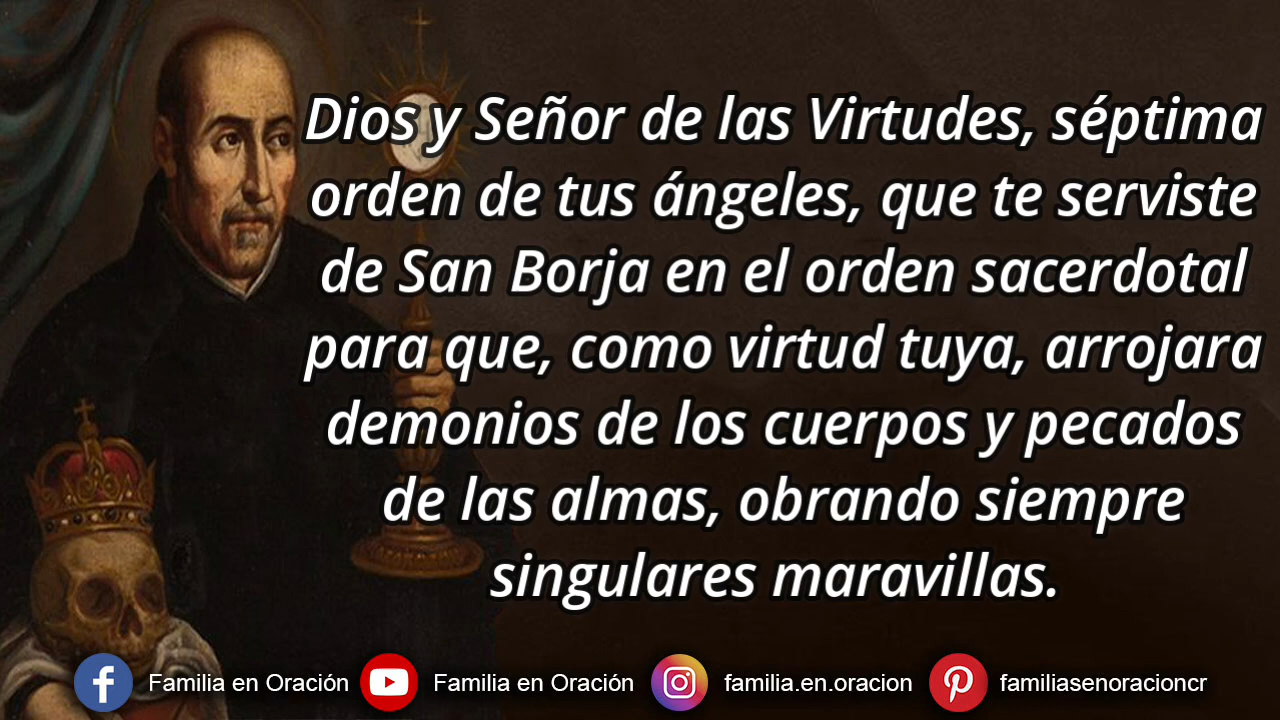 Dios y Señor de las Virtudes, séptima
orden de tus ángeles, que te serviste
de San Borja en el orden sacerdotal
para que, como virtud tuya, arrojara
demonios de los cuerpos y pecados
de las almas, obrando siempre
singulares maravillas.
Familia en Oración Familia en Oración familia.en.oracion familiasenoracioncr